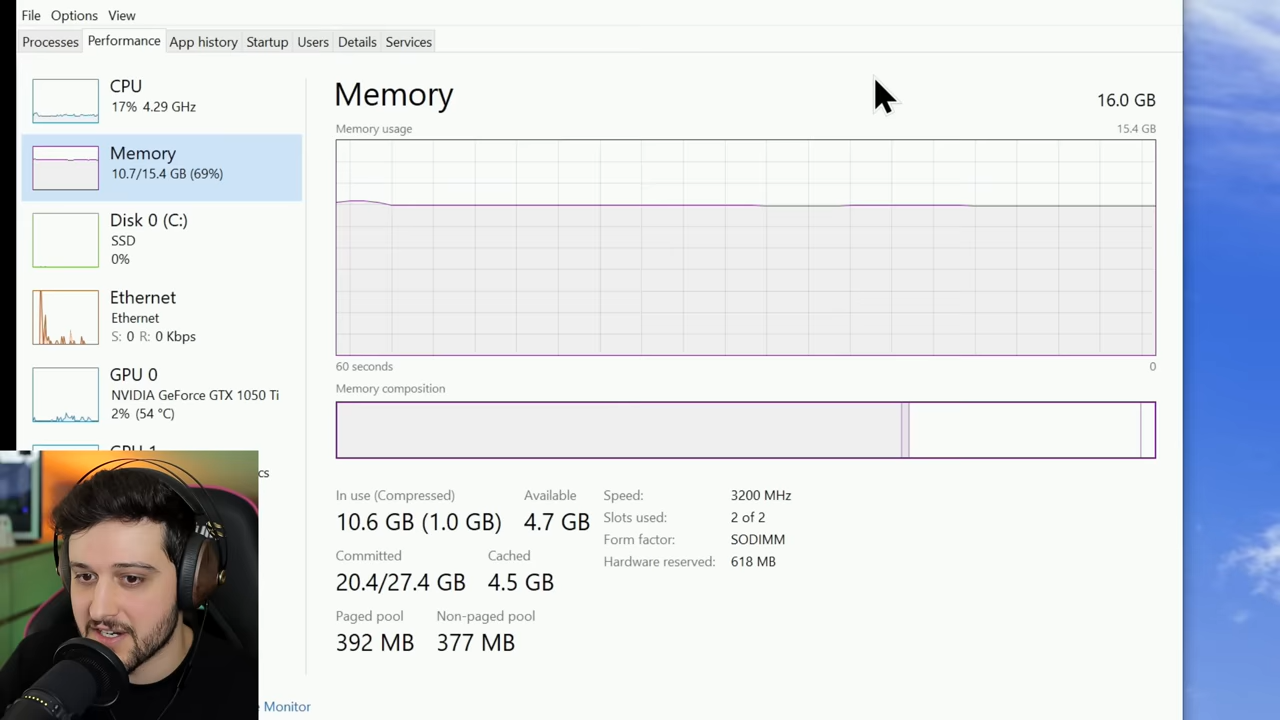 File Options View
Processes Performance App history Startup Users Details Services
CPU
17% 4.29 GHz
Memory
10.7/15.4 GB (69%)
Disk 0 (C:)
SSD
0%
Ethernet
Ethernet
S: 0 R: 0 Kbps
GPU 0
NVIDIA GeForce GTX 1050 Ti
2% (54 °C)
GPU 1
cs
Memory
16.0 GB
Memory usage
15.4 GB
60 seconds
0
Memory composition
In use (Compressed)
10.6 GB (1.0 GB)
Available
4.7 GB
Committed
20.4/27.4 GB
Cached
4.5 GB
Paged pool
392 MB
Non-paged pool
377 MB
Speed: 3200 MHz
Slots used: 2 of 2
Form factor: SODIMM
Hardware reserved: 618 MB
Monitor